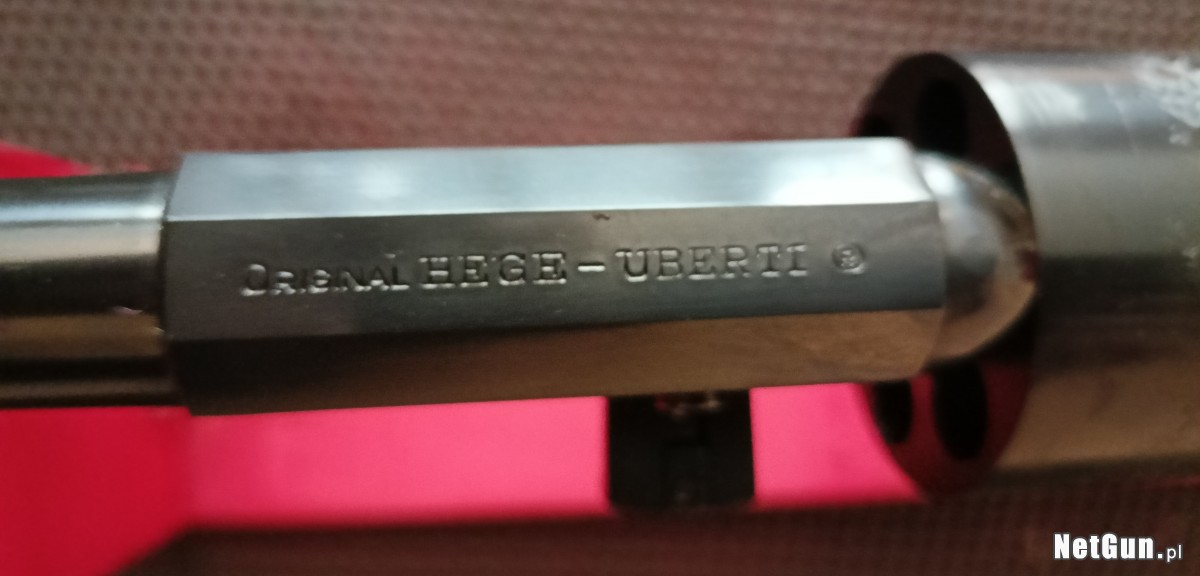 ORIGINAL HEGE-UBERTI ®
NetGun.pl